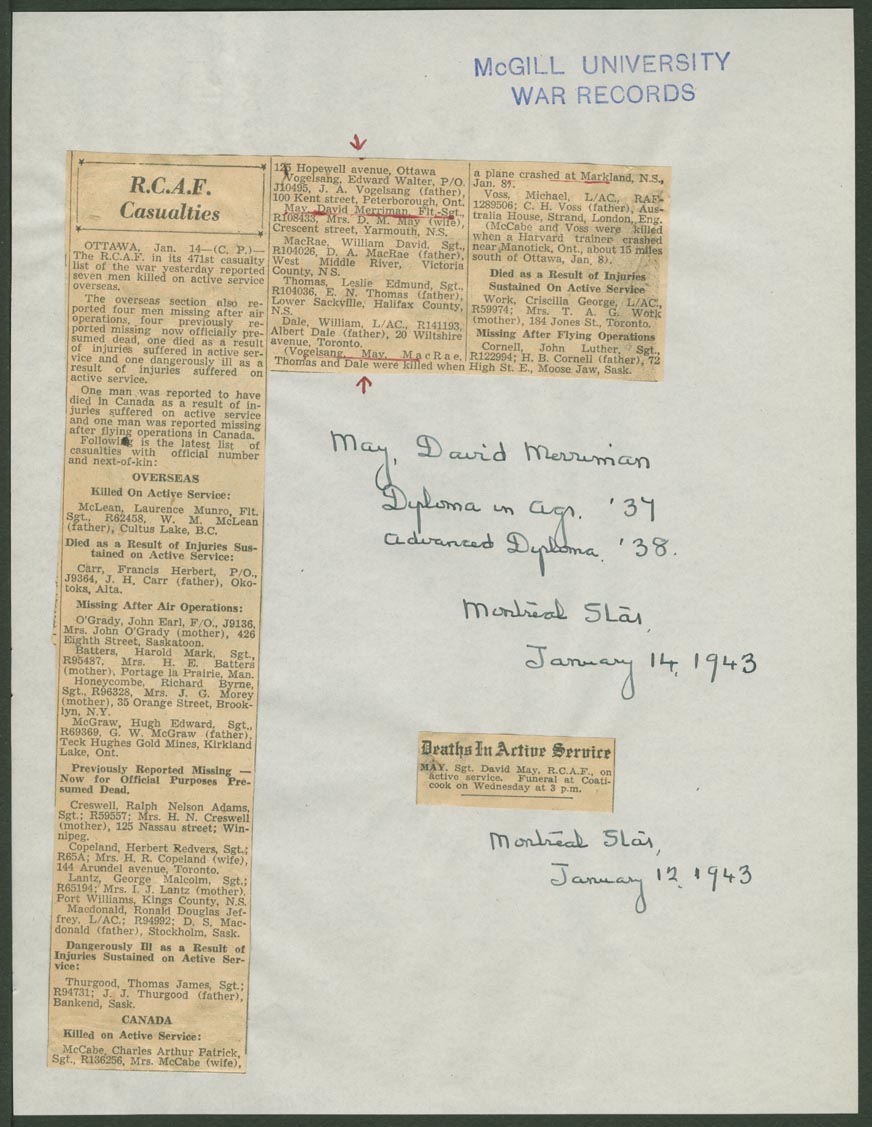 McGILL UNIVERSITY
WAR RECORDS
R.C.A.F.
Casualties
OTTAWA, Jan. 14—(C. P.)—
The R.C.A.F. in its 471st casualty
list of the war yesterday reported
seven men killed on active service
overseas.
The overseas section also re-
ported four men missing after air
operations, four previously re-
ported missing now officially pre-
sumed dead, one died as a result
of injuries suffered in active ser-
vice and one dangerously ill as a
result of injuries suffered on
active service.
One man was reported to have
died in Canada as a result of in-
juries suffered on active service
and one man was reported missing
after flying operations in Canada.
Following is the latest list of
casualties with official number
and next-of-kin:
OVERSEAS
Killed On Active Service:
McLean, Laurence Munro, Flt.
Sgt., R62458, W. M. McLean
(father), Cultus Lake, B.C.
Died as a Result of Injuries Sus-
tained on Active Service:
Carr, Francis Herbert, P/O.,
J9364, J. H. Carr (father), Oko-
toks, Alta.
Missing After Air Operations:
O'Grady, John Earl, F/O., J9136,
Mrs. John O'Grady (mother), 426
Eighth Street, Saskatoon.
Batters, Harold Mark, Sgt.,
R95487, Mrs. H. E. Batters
(mother), Portage la Prairie, Man.
Honeycombe, Richard Byrne,
Sgt., R96328, Mrs. J. G. Morey
(mother), 35 Orange Street, Brook-
lyn, N.Y.
McGraw, Hugh Edward, Sgt.,
R69369, G. W. McGraw (father),
Teck Hughes Gold Mines, Kirkland
Lake, Ont.
Previously Reported Missing —
Now for Official Purposes Pre-
sumed Dead.
Creswell, Ralph Nelson Adams,
Sgt.; R59557; Mrs. H. N. Creswell
(mother), 125 Nassau street; Win-
nipeg.
Copeland, Herbert Redvers, Sgt.;
R65A; Mrs. H. R. Copeland (wife),
144 Arundel avenue, Toronto.
Lantz, George Malcolm, Sgt.;
R65194; Mrs. I. J. Lantz (mother),
Port Williams, Kings County, N.S.
Macdonald, Ronald Douglas Jef-
frey, L/AC.; R94992; D. S. Mac-
donald (father), Stockholm, Sask.
Dangerously Ill as a Result of
Injuries Sustained on Active Ser-
vice:
Thurgood, Thomas James, Sgt.;
R94731; J. J. Thurgood (father),
Bankend, Sask.
CANADA
Killed on Active Service:
McCabe, Charles Arthur Patrick,
Sgt., R136256, Mrs. McCabe (wife),
125 Hopewell avenue, Ottawa
Vogelsang, Edward Walter, P/O.
J10495, J. A. Vogelsang (father),
100 Kent street, Peterborough, Ont.
May, David Merriman, Flt.-Sgt.,
R108433, Mrs. D. M. May (wife),
Crescent street, Yarmouth, N.S.
MacRae, William David, Sgt.,
R104026, D. A. MacRae (father),
West Middle River, Victoria
County, N S.
Thomas, Leslie Edmund, Sgt.,
R104036, E. N. Thomas (father),
Lower Sackville, Halifax County,
N.S.
Dale, William, L/AC., R141193,
Albert Dale (father), 20 Wiltshire
avenue, Toronto.
(Vogelsang, May, MacRae,
Thomas and Dale were killed when
a plane crashed at Markland, N.S.,
Jan. 8).
Voss, Michael, L/AC., RAF-
1289506; C. H. Voss (father), Aus-
tralia House, Strand, London, Eng.
(McCabe and Voss were killed
when a Harvard trainer crashed
near Manotick, Ont., about 15 miles
south of Ottawa, Jan. 8).
Died as a Result of Injuries
Sustained On Active Service
Work, Criscilla George, L/AC.,
R59974; Mrs. T. A. G. Work
(mother), 184 Jones St., Toronto.
Missing After Flying Operations
Cornell, John Luther, Sgt.,
R122994; H. B. Cornell (father), 72
High St. E., Moose Jaw, Sask.
May, David Merriman
Diploma in Agr. '37
Advanced Diploma. '38.
Montreal Star,
January 14, 1943
Deaths In Active Service
MAY. Sgt. David May, R.C.A.F., on
active service. Funeral at Coati-
cook on Wednesday at 3 p.m.
Montreal Star,
January 12, 1943